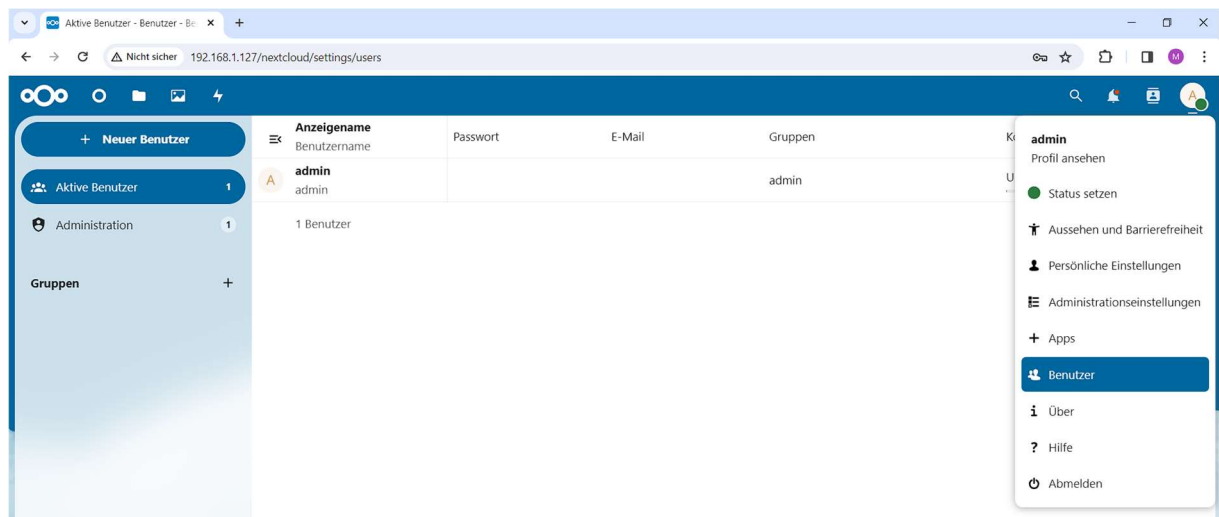 Aktive Benutzer - Benutzer - Be
Nicht sicher 192.168.1.127/nextcloud/settings/users
M
A
+ Neuer Benutzer
Aktive Benutzer 1
Administration 1
Gruppen +
Anzeigename Passwort E-Mail Gruppen
Benutzername
A admin admin
admin
1 Benutzer
admin
Profil ansehen
Status setzen
Aussehen und Barrierefreiheit
Persönliche Einstellungen
Administrationseinstellungen
+ Apps
Benutzer
i Über
? Hilfe
Abmelden